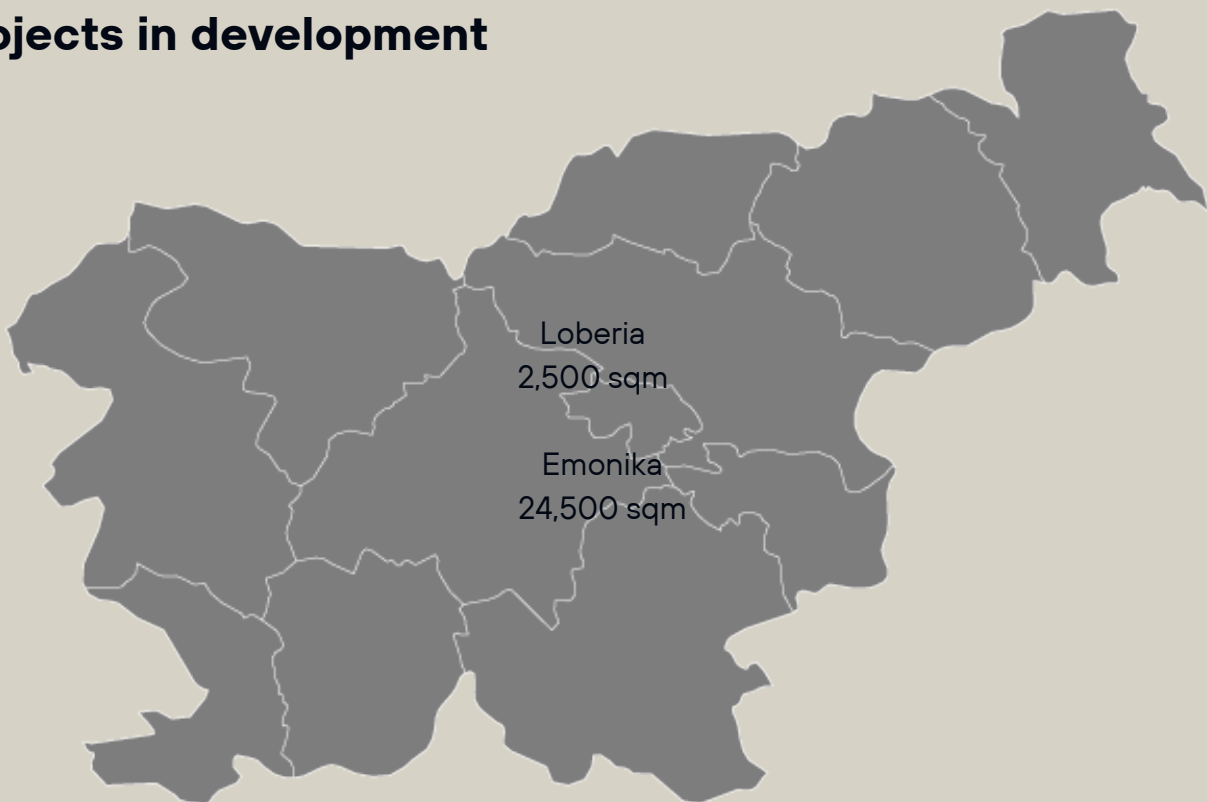 ojects in development
Loberia
2,500 sqm
Emonika
24,500 sqm